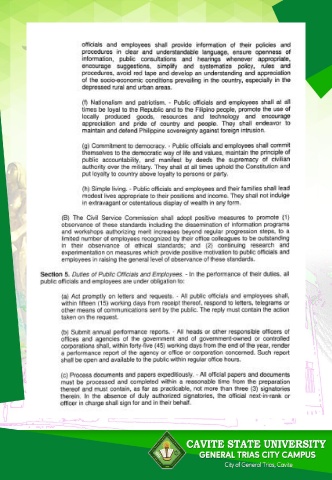 officials and employees shall provide information of their policies and
procedures in clear and understandable language, ensure openness of
information, public consultations and hearings whenever appropriate,
encourage suggestions, simplify and systematize policy, rules and
procedures, avoid red tape and develop an understanding and appreciation
of the socio-economic conditions prevailing in the country, especially in the
depressed rural and urban areas.
(f) Nationalism and patriotism. - Public officials and employees shall at all
times be loyal to the Republic and to the Filipino people, promote the use of
locally produced goods, resources and technology and encourage
appreciation and pride of country and people. They shall endeavor to
maintain and defend Philippine sovereignty against foreign intrusion.
(g) Commitment to democracy. - Public officials and employees shall commit
themselves to the democratic way of life and values, maintain the principle of
public accountability, and manifest by deeds the supremacy of civilian
authority over the military. They shall at all times uphold the Constitution and
put loyalty to country above loyalty to persons or party.
(h) Simple living. - Public officials and employees and their families shall lead
modest lives appropriate to their positions and income. They shall not indulge
in extravagant or ostentatious display of wealth in any form.
(B) The Civil Service Commission shall adopt positive measures to promote (1)
observance of these standards including the dissemination of information programs
and workshops authorizing merit increases beyond regular progression steps, to a
limited number of employees recognized by their office colleagues to be outstanding
in their observance of ethical standards; and (2) continuing research and
experimentation on measures which provide positive motivation to public officials and
employees in raising the general level of observance of these standards.
Section 5. Duties of Public Officials and Employees. - In the performance of their duties, all
public officials and employees are under obligation to:
(a) Act promptly on letters and requests. - All public officials and employees shall,
within fifteen (15) working days from receipt thereof, respond to letters, telegrams or
other means of communications sent by the public. The reply must contain the action
taken on the request.
(b) Submit annual performance reports. - All heads or other responsible officers of
offices and agencies of the government and of government-owned or controlled
corporations shall, within forty-five (45) working days from the end of the year, render
a performance report of the agency or office or corporation concerned. Such report
shall be open and available to the public within regular office hours.
(c) Process documents and papers expeditiously. - All official papers and documents
must be processed and completed within a reasonable time from the preparation
thereof and must contain, as far as practicable, not more than three (3) signatories
therein. In the absence of duly authorized signatories, the official next-in-rank or
officer in charge shall sign for and in their behalf.
CAVITE STATE UNIVERSITY
GENERAL TRIAS CITY CAMPUS
City of General Trias, Cavite